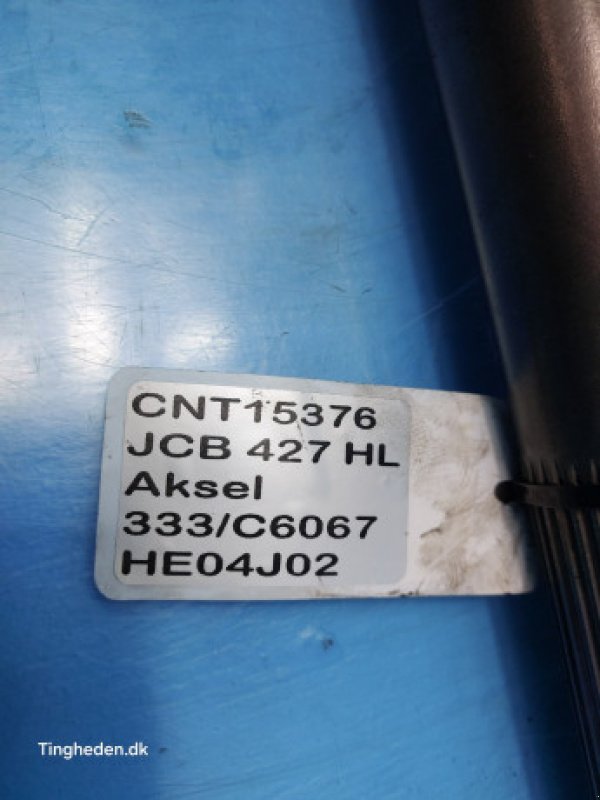 CNT15376
JCB 427 HL
Aksel
333/C6067
HE04J02
Tingheden.dk